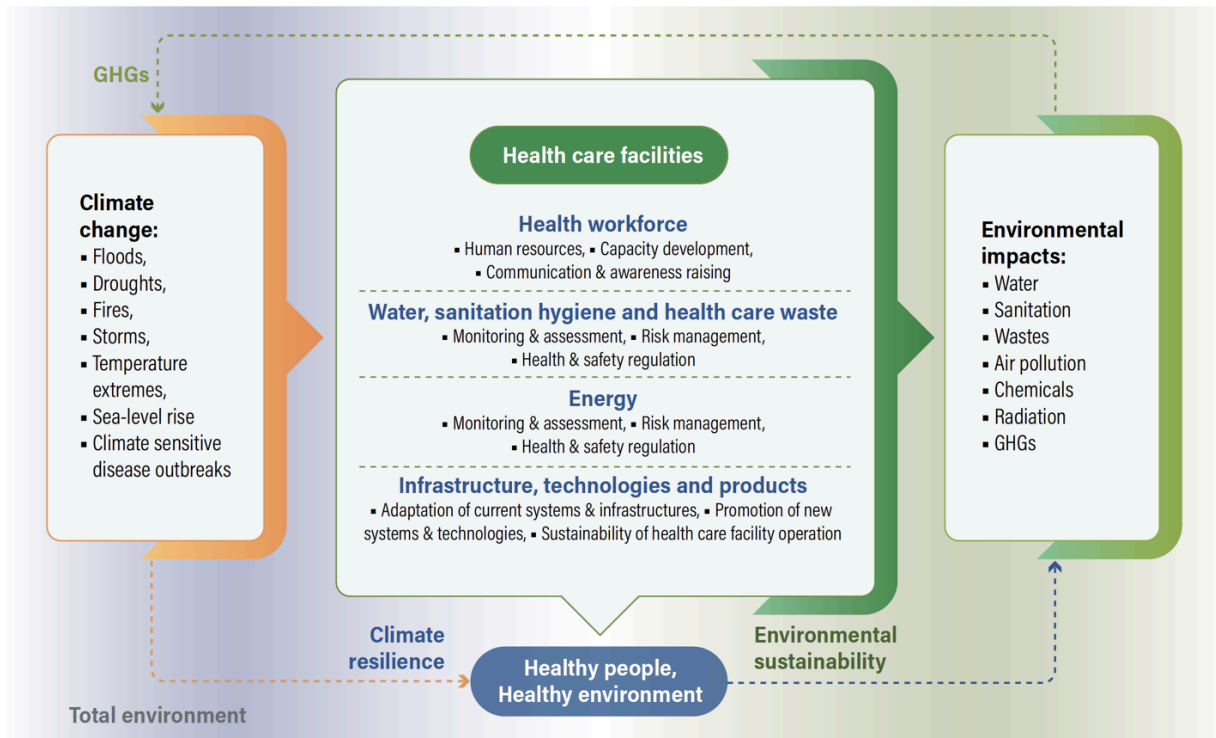 GHGs
Climate
change:
▪ Floods,
▪ Droughts,
▪ Fires,
▪ Storms,
▪ Temperature
extremes,
▪ Sea-level rise
▪ Climate sensitive
disease outbreaks
Health care facilities
Health workforce
▪ Human resources, ▪ Capacity development,
▪ Communication & awareness raising
Water, sanitation hygiene and health care waste
▪ Monitoring & assessment, ▪ Risk management,
▪ Health & safety regulation
Energy
▪ Monitoring & assessment, ▪ Risk management,
▪ Health & safety regulation
Infrastructure, technologies and products
▪ Adaptation of current systems & infrastructures, ▪ Promotion of new
systems & technologies, ▪ Sustainability of health care facility operation
Environmental
impacts:
▪ Water
▪ Sanitation
▪ Wastes
▪ Air pollution
▪ Chemicals
▪ Radiation
▪ GHGs
Climate
resilience
Healthy people,
Healthy environment
Environmental
sustainability
Total environment